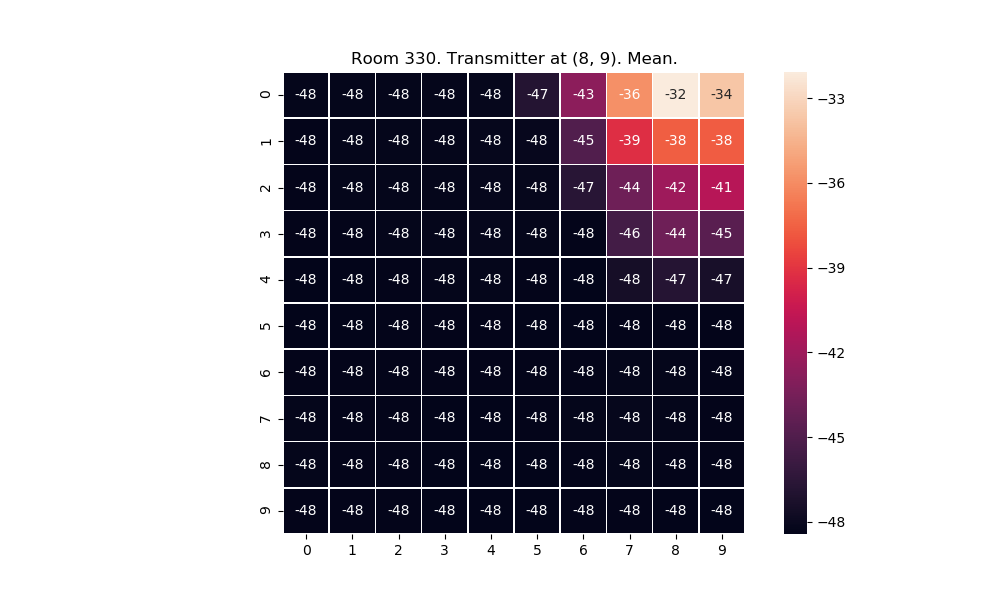 Room 330. Transmitter at (8, 9). Mean.
0 -48 -48 -48 -48 -48 -47 -43 -36 -32 -34
1 -48 -48 -48 -48 -48 -48 -45 -39 -38 -38
2 -48 -48 -48 -48 -48 -48 -47 -44 -42 -41
3 -48 -48 -48 -48 -48 -48 -48 -46 -44 -45
4 -48 -48 -48 -48 -48 -48 -48 -48 -47 -47
5 -48 -48 -48 -48 -48 -48 -48 -48 -48 -48
6 -48 -48 -48 -48 -48 -48 -48 -48 -48 -48
7 -48 -48 -48 -48 -48 -48 -48 -48 -48 -48
8 -48 -48 -48 -48 -48 -48 -48 -48 -48 -48
9 -48 -48 -48 -48 -48 -48 -48 -48 -48 -48
0 1 2 3 4 5 6 7 8 9
−33
−36
−39
−42
−45
−48